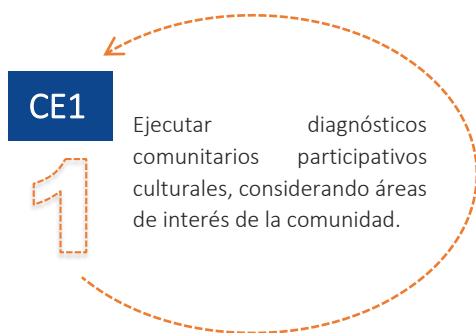 CE1
1
Ejecutar diagnósticos
comunitarios participativos
culturales, considerando áreas
de interés de la comunidad.